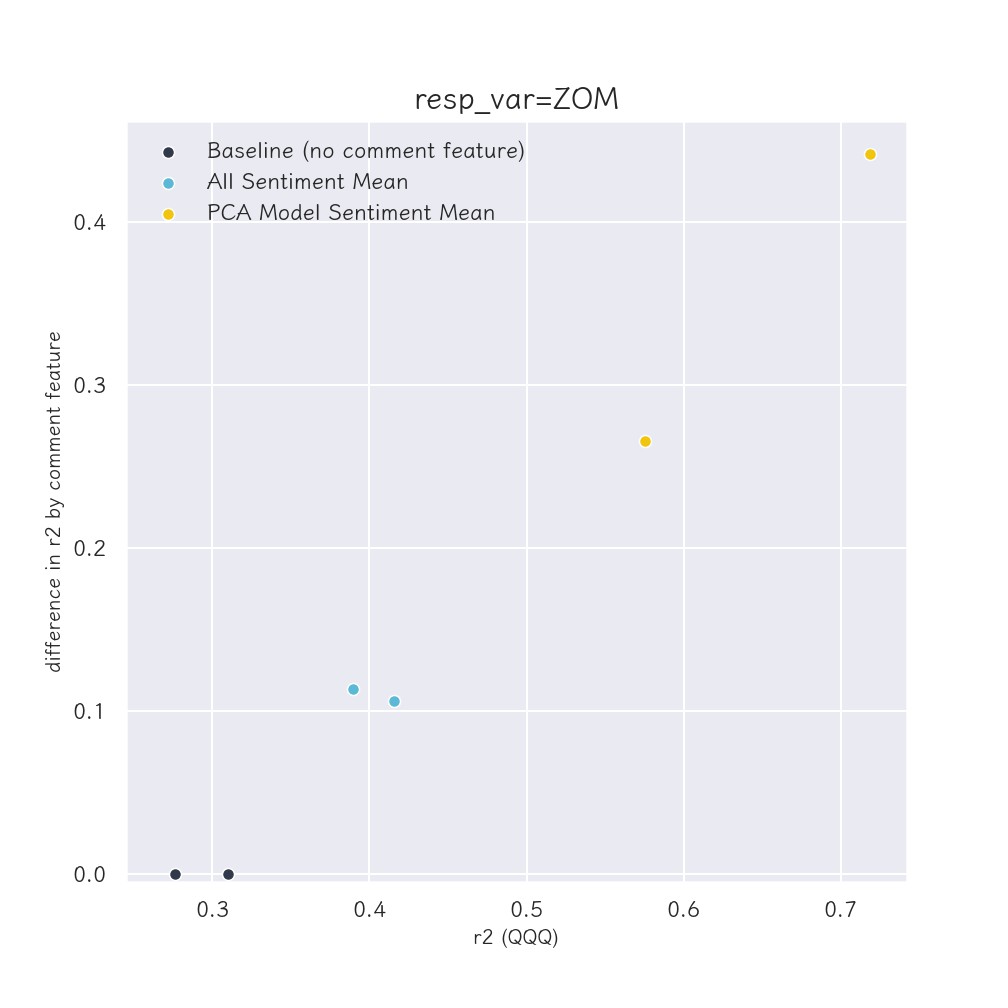 resp_var=ZOM
Baseline (no comment feature)
All Sentiment Mean
PCA Model Sentiment Mean
difference in r2 by comment feature
0.4
0.3
0.2
0.1
0.0
0.3 0.4 0.5 0.6 0.7
r2 (QQQ)